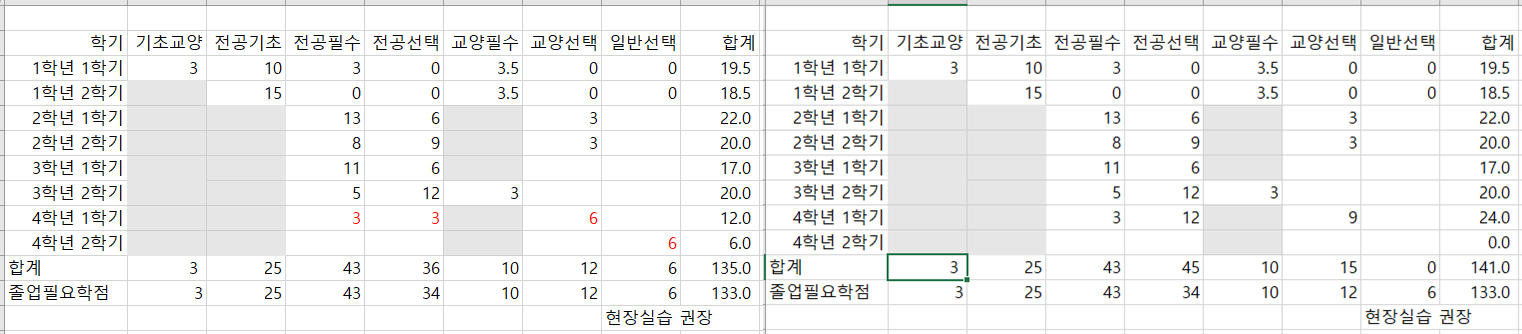 학기 기초교양 전공기초 전공필수 전공선택 교양필수 교양선택 일반선택 합계 학기 기초교양 전공기초 전공필수 전공선택 교양필수 교양선택 일반선택 합계
1학년 1학기 3 10 3 0 3.5 0 0 19.5 1학년 1학기 3 10 3 0 3.5 0 0 19.5
1학년 2학기 15 0 0 3.5 0 0 18.5 1학년 2학기 15 0 0 3.5 0 0 18.5
2학년 1학기 13 6 3 22.0 2학년 1학기 13 6 3 22.0
2학년 2학기 8 9 3 20.0 2학년 2학기 8 9 3 20.0
3학년 1학기 11 6 17.0 3학년 1학기 11 6 17.0
3학년 2학기 5 12 3 20.0 3학년 2학기 5 12 3 20.0
4학년 1학기 3 3 6 12.0 4학년 1학기 3 12 9 24.0
4학년 2학기 6 6.0 4학년 2학기 0.0
합계 3 25 43 36 10 12 6 135.0 합계 3 25 43 45 10 15 0 141.0
졸업필요학점 3 25 43 34 10 12 6 133.0 졸업필요학점 3 25 43 34 10 12 6 133.0
현장실습 권장 현장실습 권장